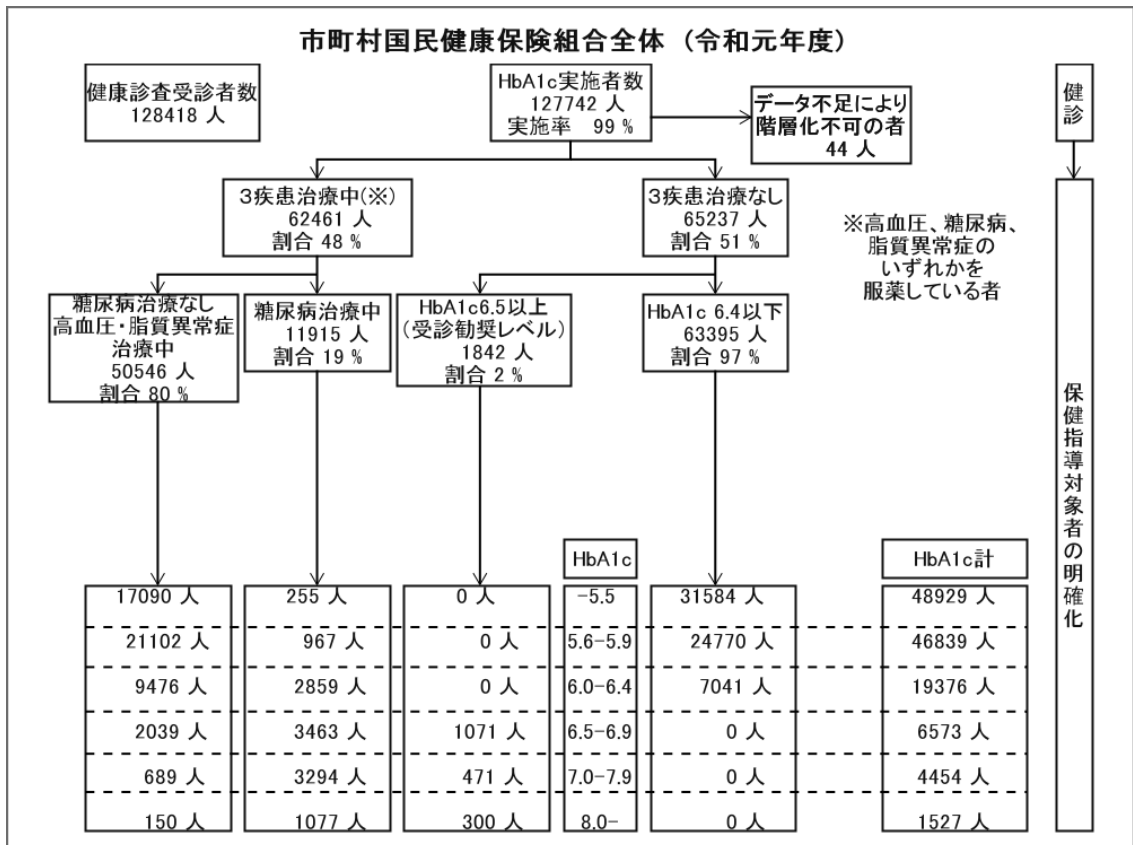 市町村国民健康保険組合全体 (令和元年度)
健康診査受診者数
128418 人
HbA1c実施者数
127742 人
実施率 99 %
データ不足により
階層化不可の者
44 人
健診
3疾患治療中(※)
62461 人
割合 48 %
3疾患治療なし
65237 人
割合 51 %
※高血圧、糖尿病、
脂質異常症の
いずれかを
服薬している者
糖尿病治療なし
高血圧・脂質異常症
治療中
50546 人
割合 80 %
糖尿病治療中
11915 人
割合 19 %
HbA1c6.5以上
(受診勧奨レベル)
1842 人
割合 2 %
HbA1c 6.4以下
63395 人
割合 97 %
保健指導対象者の明確化
HbA1c
HbA1c計
17090 人 255 人 0 人 -5.5 31584 人 48929 人
21102 人 967 人 0 人 5.6-5.9 24770 人 46839 人
9476 人 2859 人 0 人 6.0-6.4 7041 人 19376 人
2039 人 3463 人 1071 人 6.5-6.9 0 人 6573 人
689 人 3294 人 471 人 7.0-7.9 0 人 4454 人
150 人 1077 人 300 人 8.0- 0 人 1527 人